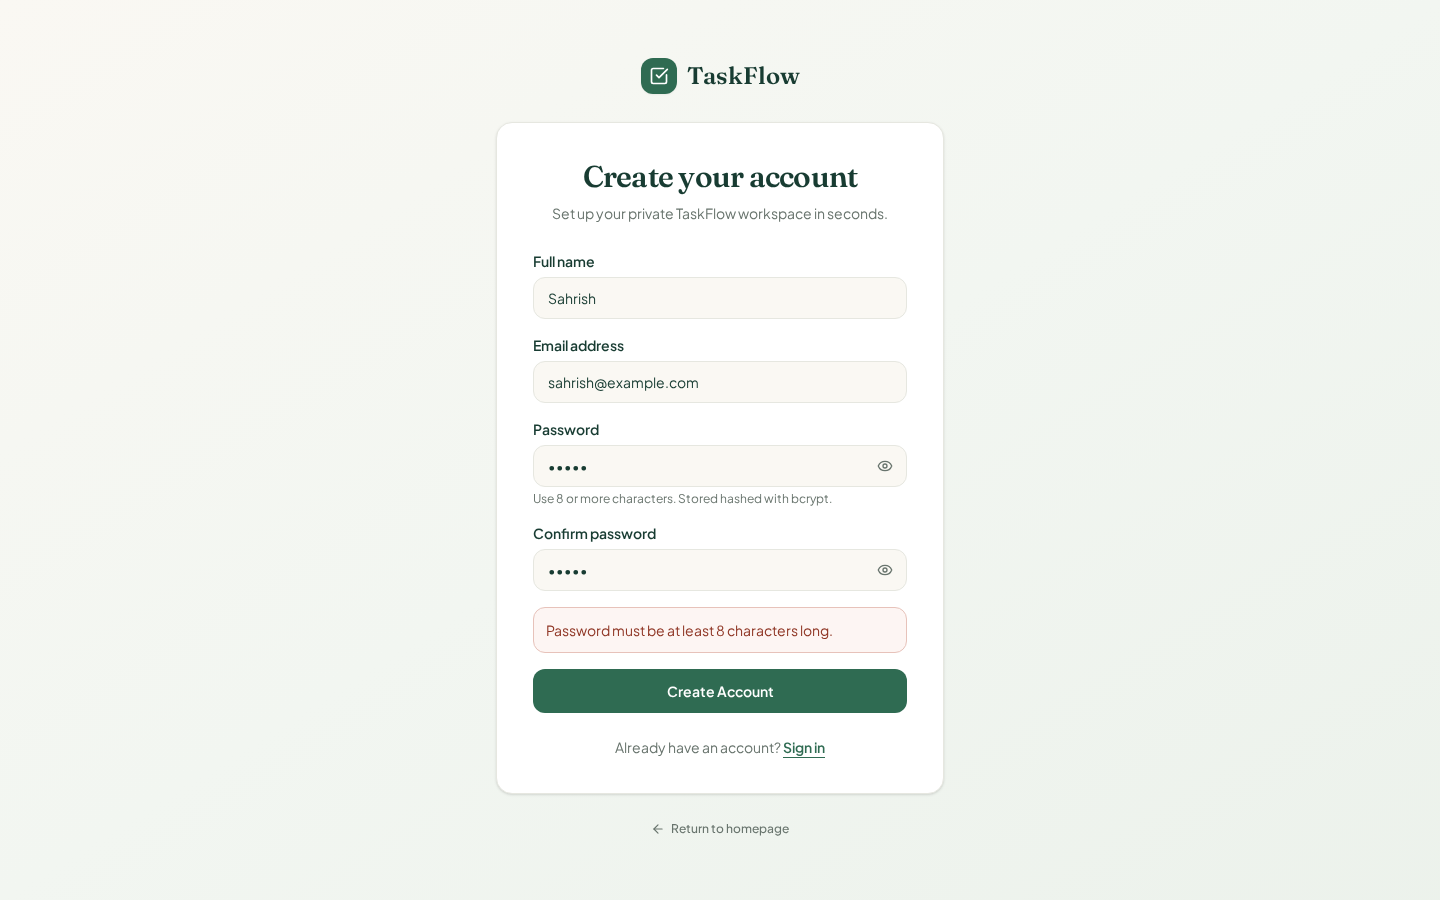 TaskFlow
Create your account
Set up your private TaskFlow workspace in seconds.
Full name
Sahrish
Email address
sahrish@example.com
Password
•••••
Use 8 or more characters. Stored hashed with bcrypt.
Confirm password
•••••
Password must be at least 8 characters long.
Create Account
Already have an account? Sign in
Return to homepage